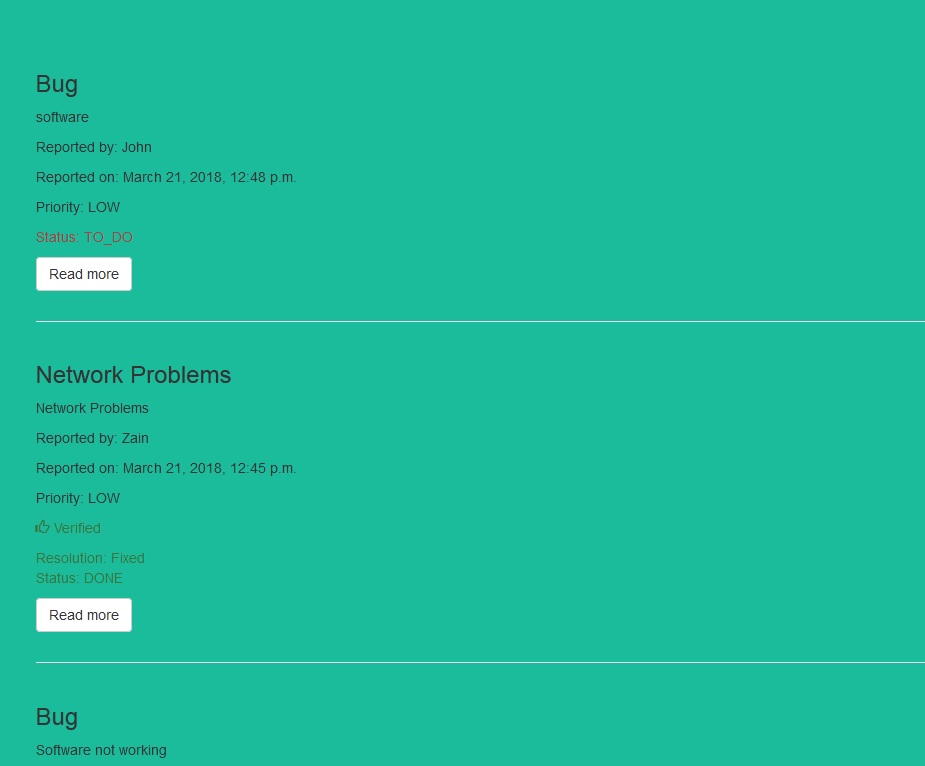 Bug
software
Reported by: John
Reported on: March 21, 2018, 12:48 p.m.
Priority: LOW
Status: TO_DO
Read more
Network Problems
Network Problems
Reported by: Zain
Reported on: March 21, 2018, 12:45 p.m.
Priority: LOW
Verified
Resolution: Fixed
Status: DONE
Read more
Bug
Software not working